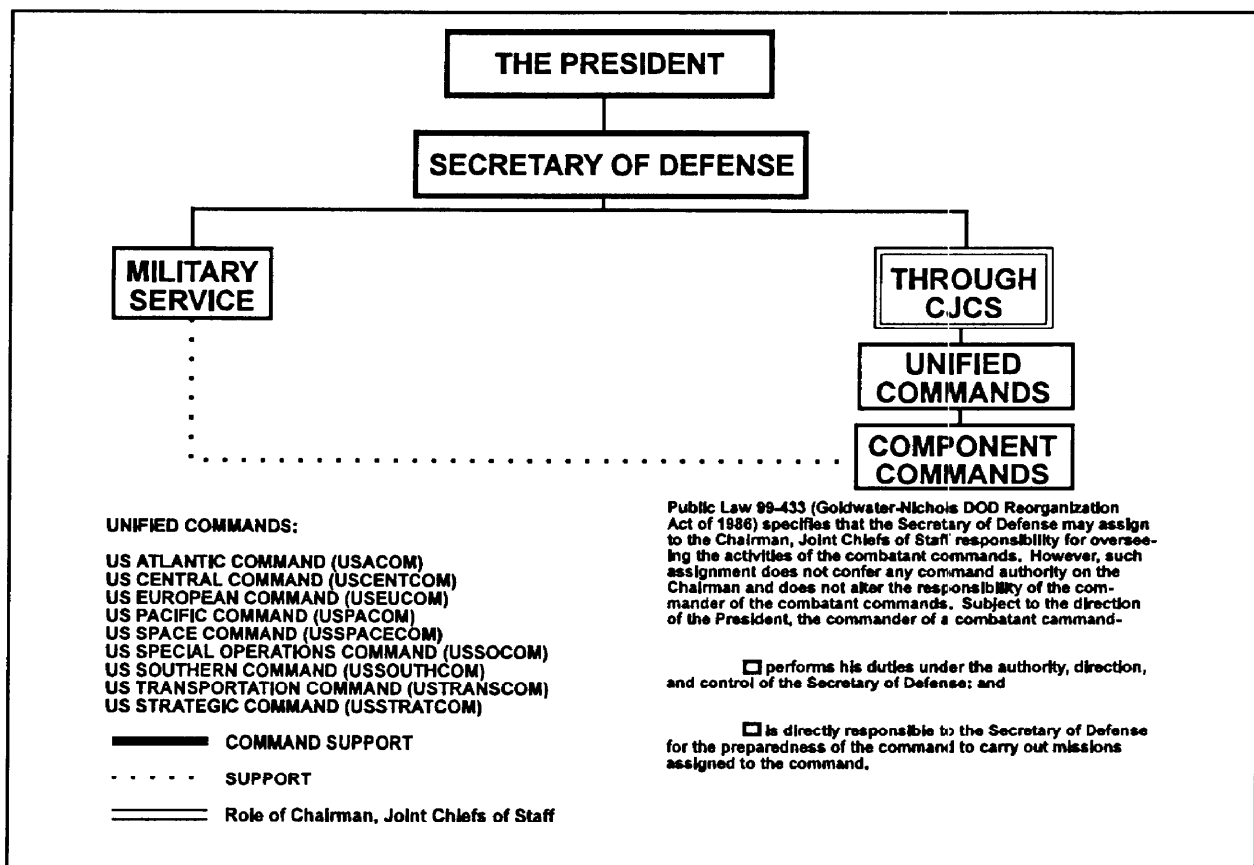 THE PRESIDENT
SECRETARY OF DEFENSE
MILITARY
SERVICE
THROUGH
CJCS
UNIFIED
COMMANDS
COMPONENT
COMMANDS
UNIFIED COMMANDS:
US ATLANTIC COMMAND (USACOM)
US CENTRAL COMMAND (USCENTCOM)
US EUROPEAN COMMAND (USEUCOM)
US PACIFIC COMMAND (USPACOM)
US SPACE COMMAND (USSPACECOM)
US SPECIAL OPERATIONS COMMAND (USSOCOM)
US SOUTHERN COMMAND (USSOUTHCOM)
US TRANSPORTATION COMMAND (USTRANSCOM)
US STRATEGIC COMMAND (USSTRATCOM)
COMMAND SUPPORT
SUPPORT
Role of Chairman, Joint Chiefs of Staff
Public Law 99-433 (Goldwater-Nichols DOD Reorganization
Act of 1986) specifies that the Secretary of Defense may assign
to the Chairman, Joint Chiefs of Staff responsibility for oversee-
ing the activities of the combatant commands. However, such
assignment does not confer any command authority on the
Chairman and does not alter the responsibility of the com-
mander of the combatant commands. Subject to the direction
of the President, the commander of a combatant cammand-
performs his duties under the authority, direction,
and control of the Secretary of Defense; and
is directly responsible to the Secretary of Defense
for the preparedness of the command to carry out missions
assigned to the command.